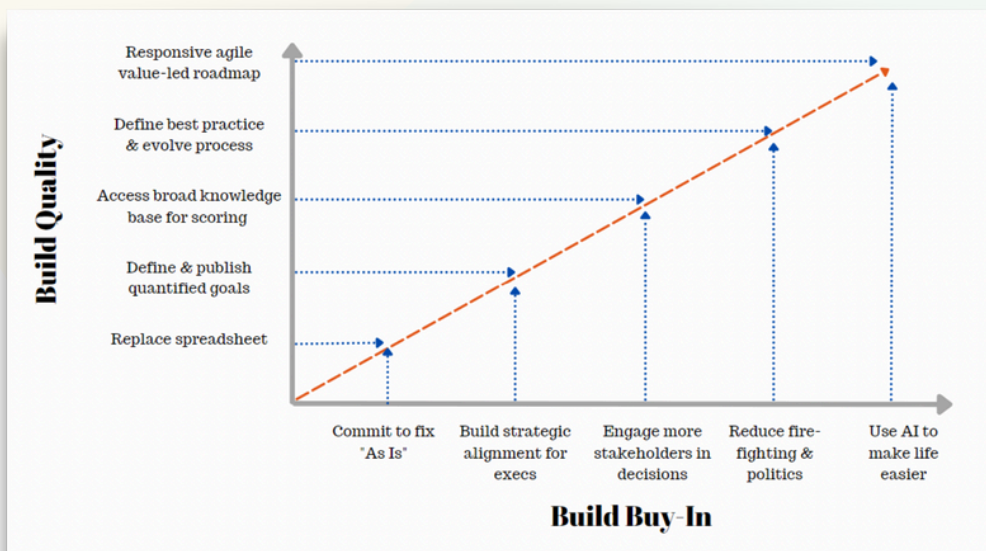 Responsive agile
value-led roadmap
Define best practice
& evolve process
Access broad knowledge
base for scoring
Define & publish
quantified goals
Replace spreadsheet
Build Quality
Commit to fix
"As Is"
Build strategic
alignment for
execs
Engage more
stakeholders in
decisions
Reduce fire-
fighting &
politics
Use AI to
make life
easier
Build Buy-In